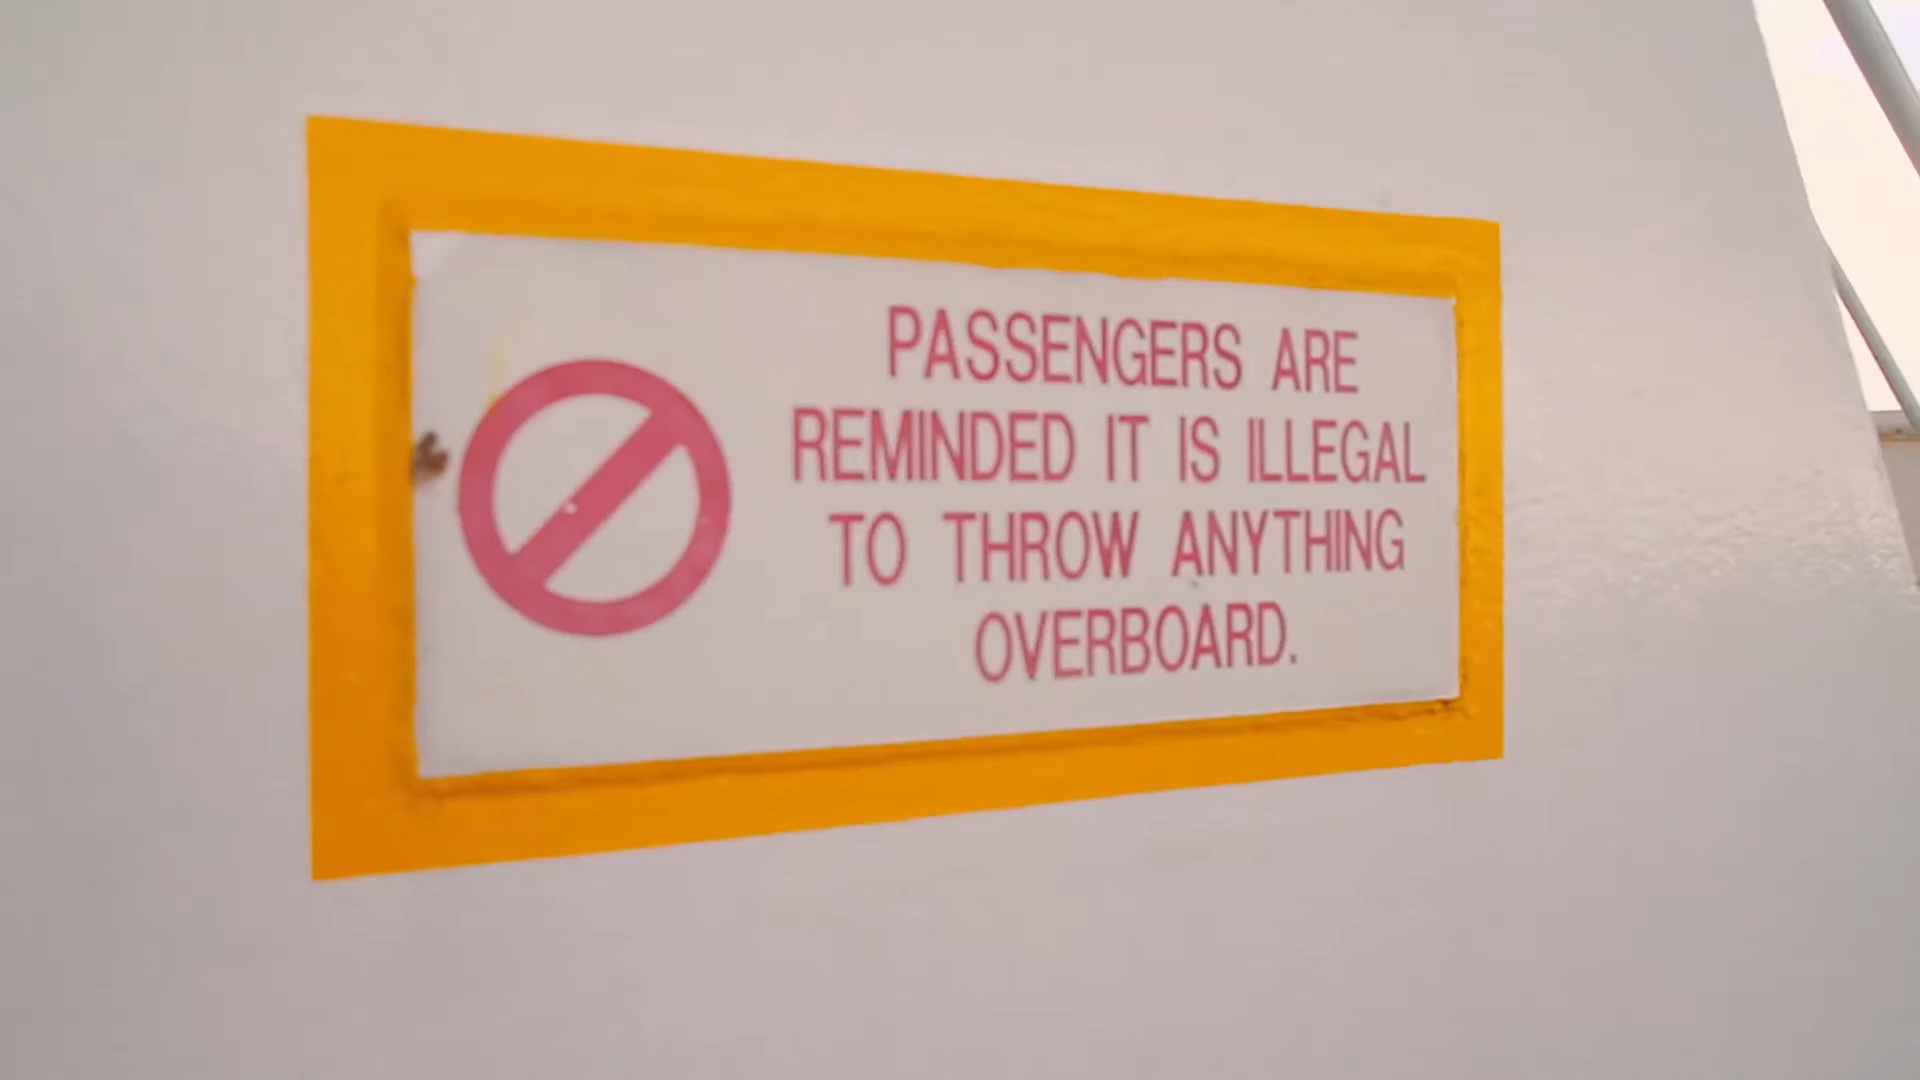 PASSENGERS ARE
REMINDED IT IS ILLEGAL
TO THROW ANYTHING
OVERBOARD.